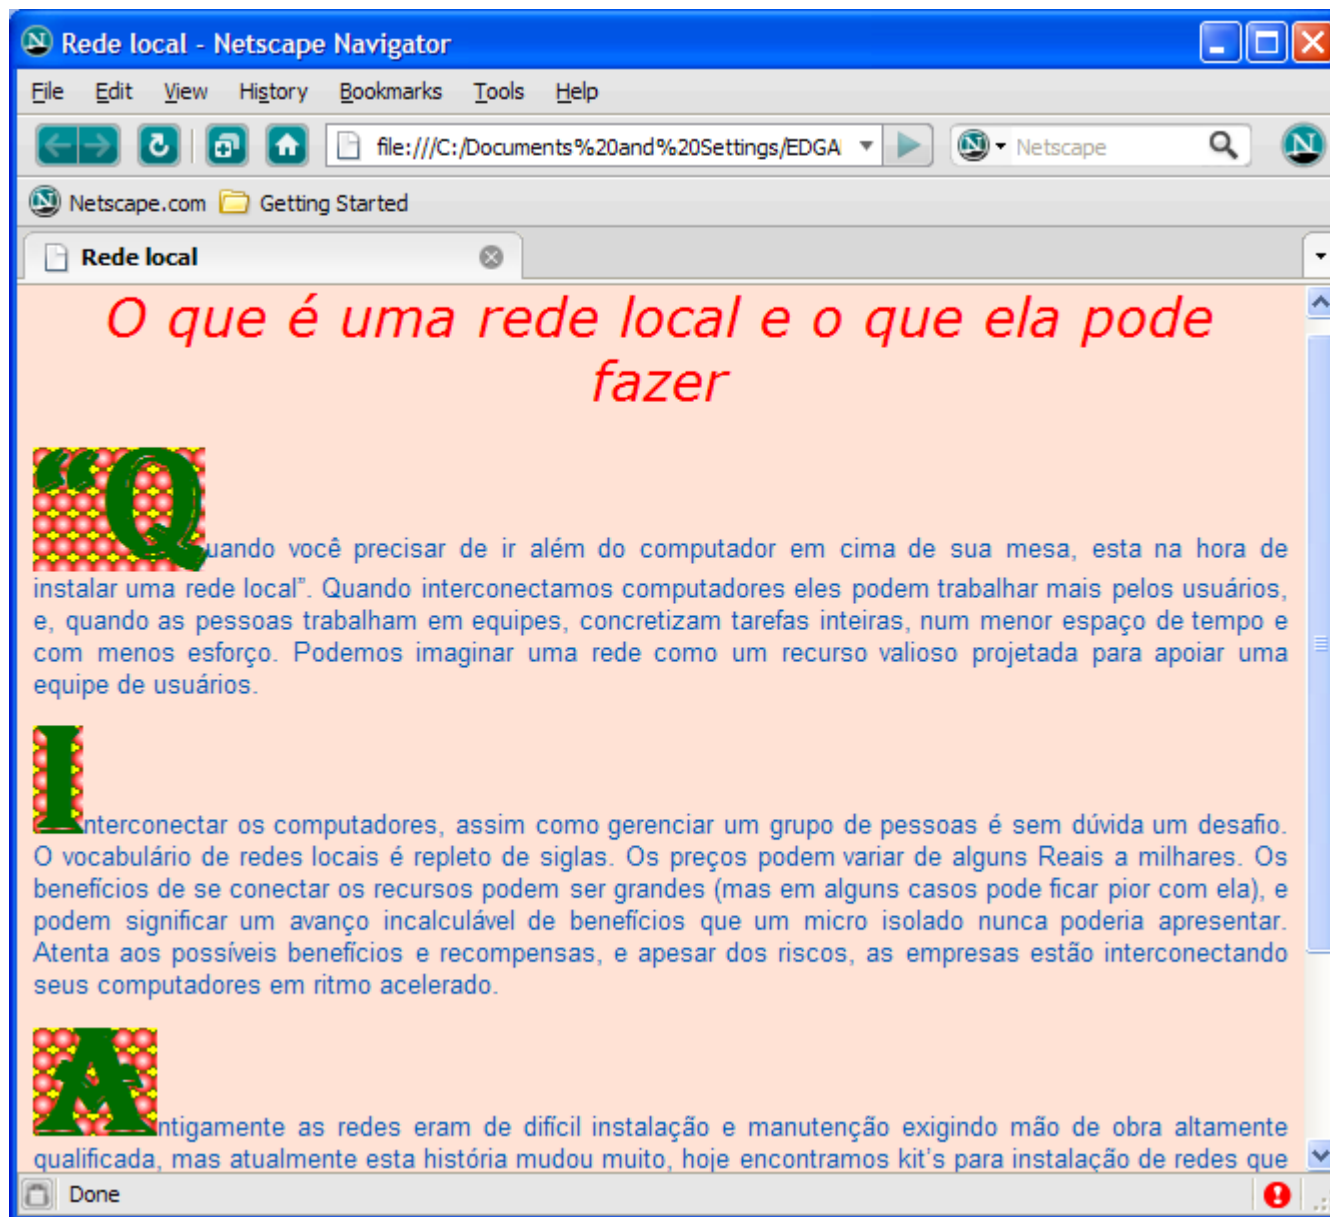 Rede local - Netscape Navigator
File Edit View History Bookmarks Tools Help
file:///C:/Documents%20and%20Settings/EDGA Netscape
Netscape.com Getting Started
Rede local
O que é uma rede local e o que ela pode
fazer
“Quando você precisar de ir além do computador em cima de sua mesa, esta na hora de
instalar uma rede local”. Quando interconectamos computadores eles podem trabalhar mais pelos usuários,
e, quando as pessoas trabalham em equipes, concretizam tarefas inteiras, num menor espaço de tempo e
com menos esforço. Podemos imaginar uma rede como um recurso valioso projetada para apoiar uma
equipe de usuários.
Interconectar os computadores, assim como gerenciar um grupo de pessoas é sem dúvida um desafio.
O vocabulário de redes locais é repleto de siglas. Os preços podem variar de alguns Reais a milhares. Os
benefícios de se conectar os recursos podem ser grandes (mas em alguns casos pode ficar pior com ela), e
podem significar um avanço incalculável de benefícios que um micro isolado nunca poderia apresentar.
Atenta aos possíveis benefícios e recompensas, e apesar dos riscos, as empresas estão interconectando
seus computadores em ritmo acelerado.
Antigamente as redes eram de difícil instalação e manutenção exigindo mão de obra altamente
qualificada, mas atualmente esta história mudou muito, hoje encontramos kit’s para instalação de redes que
Done